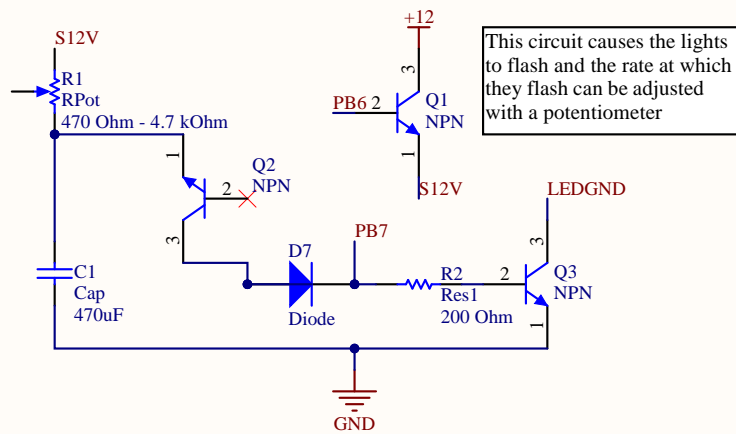 S12V
R1
RPot
470 Ohm - 4.7 kOhm
1
Q2
NPN
2
3
C1
Cap
470uF
D7
Diode
PB7
R2
Res1
200 Ohm
GND
+12
3
PB6
2
Q1
NPN
1
S12V
LEDGND
3
2
Q3
NPN
1
This circuit causes the lights
to flash and the rate at which
they flash can be adjusted
with a potentiometer